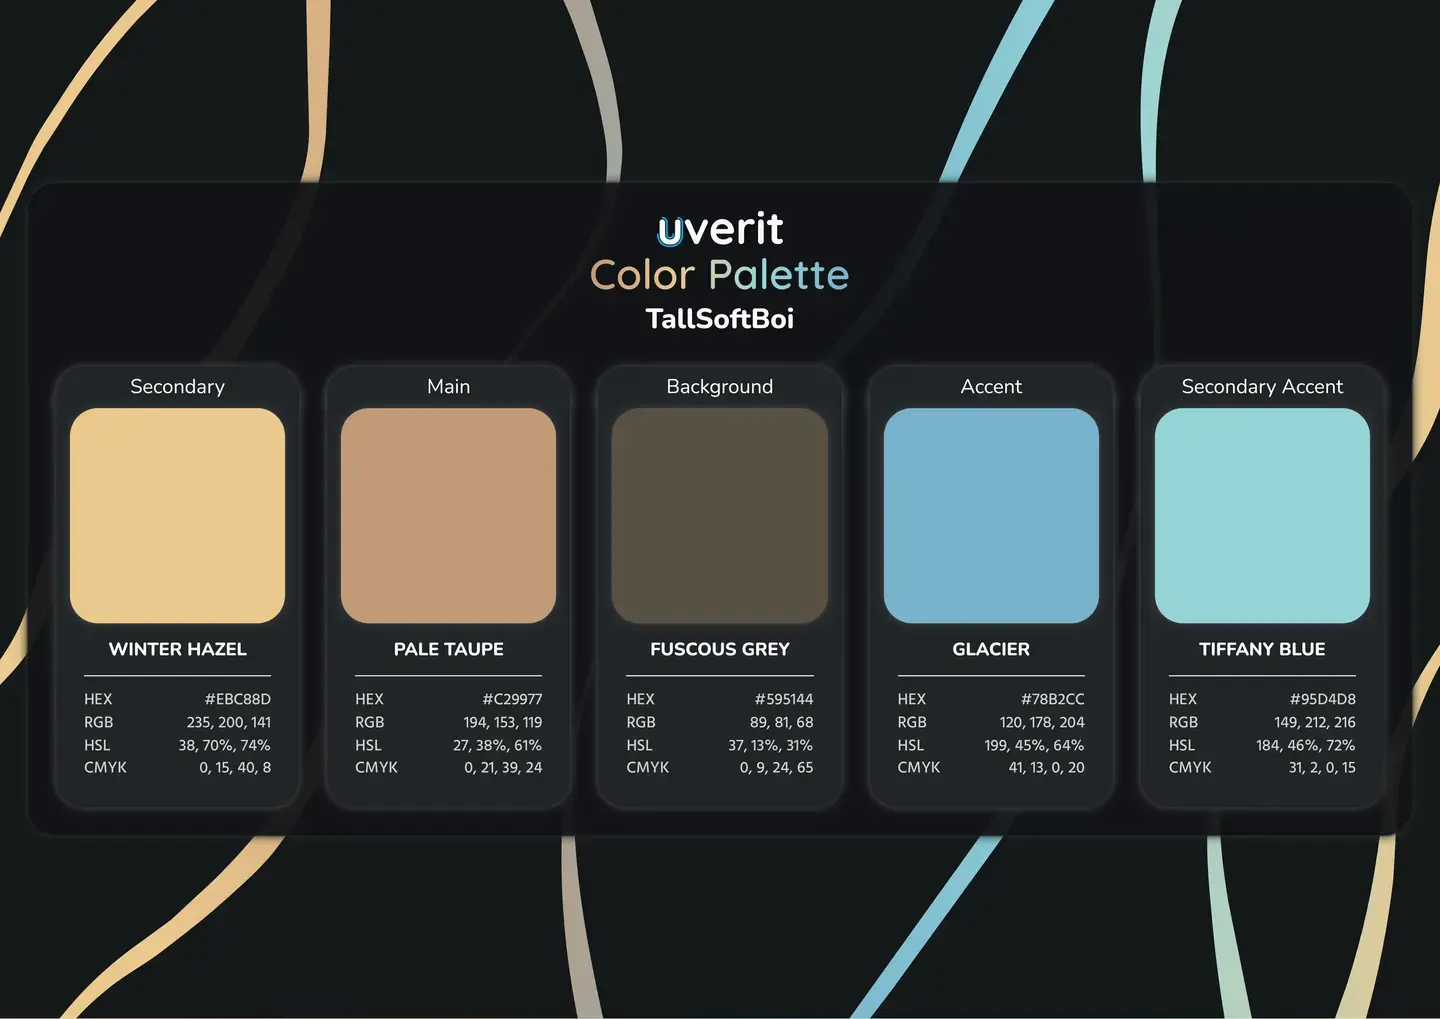 uverit
Color Palette
TallSoftBoi
Secondary
WINTER HAZEL
HEX #EBC88D
RGB 235, 200, 141
HSL 38, 70%, 74%
CMYK 0, 15, 40, 8
Main
PALE TAUPE
HEX #C29977
RGB 194, 153, 119
HSL 27, 38%, 61%
CMYK 0, 21, 39, 24
Background
FUSCOUS GREY
HEX #595144
RGB 89, 81, 68
HSL 37, 13%, 31%
CMYK 0, 9, 24, 65
Accent
GLACIER
HEX #78B2CC
RGB 120, 178, 204
HSL 199, 45%, 64%
CMYK 41, 13, 0, 20
Secondary Accent
TIFFANY BLUE
HEX #95D4D8
RGB 149, 212, 216
HSL 184, 46%, 72%
CMYK 31, 2, 0, 15